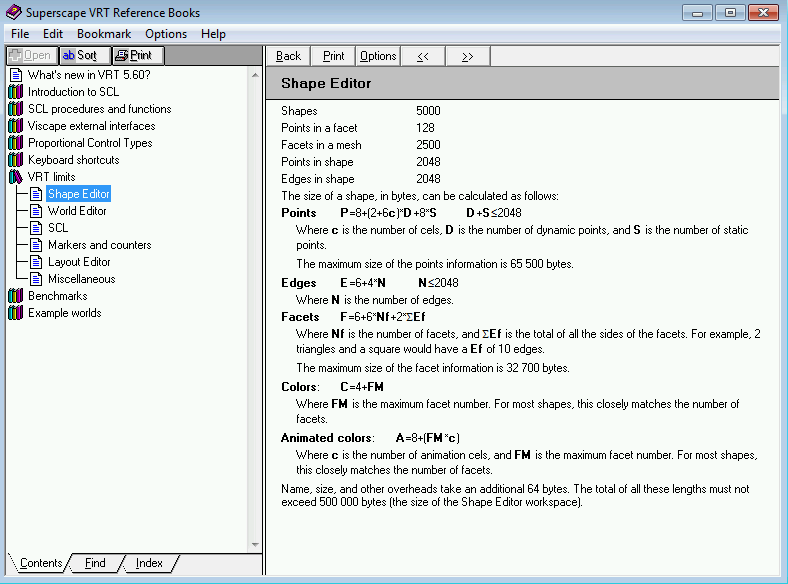 Superscape VRT Reference Books
File Edit Bookmark Options Help
Open ab Sort Print
What's new in VRT 5.60?
Introduction to SCL
SCL procedures and functions
Viscape external interfaces
Proportional Control Types
Keyboard shortcuts
VRT limits
Shape Editor
World Editor
SCL
Markers and counters
Layout Editor
Miscellaneous
Benchmarks
Example worlds
Contents Find Index
Back Print Options << >>
Shape Editor
Shapes 5000
Points in a facet 128
Facets in a mesh 2500
Points in shape 2048
Edges in shape 2048
The size of a shape, in bytes, can be calculated as follows:
Points P=8+(2+6c)*D+8*S D+S≤2048
Where c is the number of cels, D is the number of dynamic points, and S is the number of static
points.
The maximum size of the points information is 65 500 bytes.
Edges E=6+4*N N≤2048
Where N is the number of edges.
Facets F=6+6*Nf+2*ΣEf
Where Nf is the number of facets, and ΣEf is the total of all the sides of the facets. For example, 2
triangles and a square would have a Ef of 10 edges.
The maximum size of the facet information is 32 700 bytes.
Colors: C=4+FM
Where FM is the maximum facet number. For most shapes, this closely matches the number of
facets.
Animated colors: A=8+(FM*c)
Where c is the number of animation cels, and FM is the maximum facet number. For most shapes,
this closely matches the number of facets.
Name, size, and other overheads take an additional 64 bytes. The total of all these lengths must not
exceed 500 000 bytes (the size of the Shape Editor workspace).